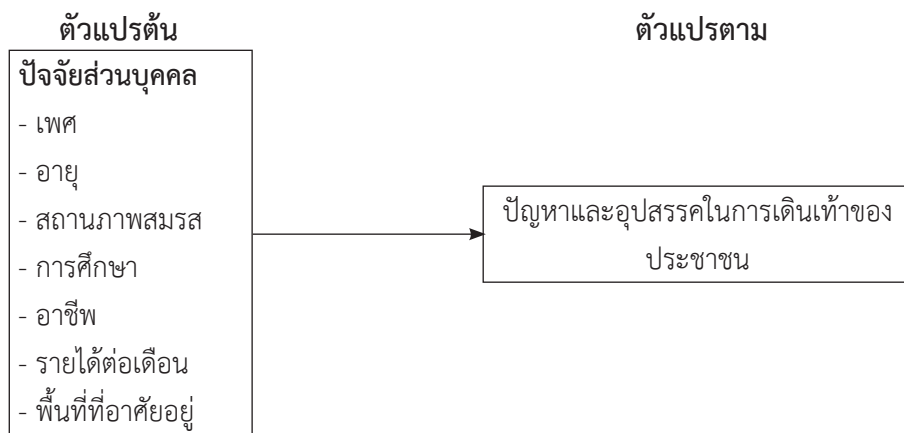 ตัวแปรต้น
ปัจจัยส่วนบุคคล
- เพศ
- อายุ
- สถานภาพสมรส
- การศึกษา
- อาชีพ
- รายได้ต่อเดือน
- พื้นที่ที่อาศัยอยู่
ตัวแปรตาม
ปัญหาและอุปสรรคในการเดินเท้าของ
ประชาชน